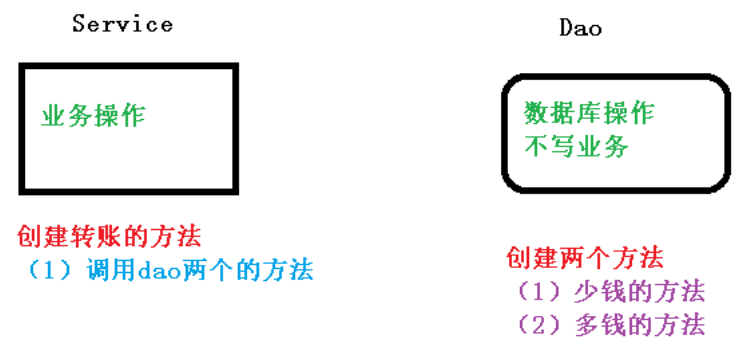 Service
业务操作
创建转账的方法
（1）调用dao两个的方法
Dao
数据库操作
不写业务
创建两个方法
（1）少钱的方法
（2）多钱的方法